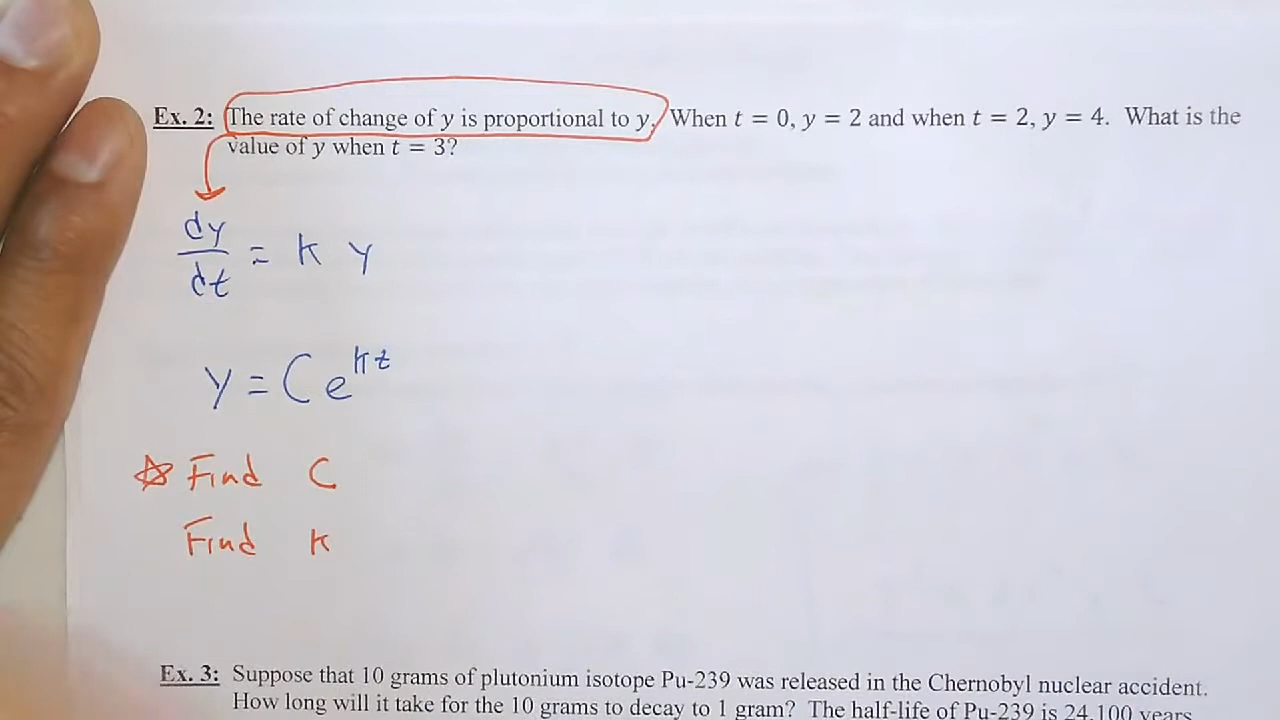 Ex. 2: The rate of change of y is proportional to y. When t = 0, y = 2 and when t = 2, y = 4. What is the
value of y when t = 3?
dy/dt = k y
y = Ce^{kt}
☆ Find C
Find k
Ex. 3: Suppose that 10 grams of plutonium isotope Pu-239 was released in the Chernobyl nuclear accident.
How long will it take for the 10 grams to decay to 1 gram? The half-life of Pu-239 is 24,100 years